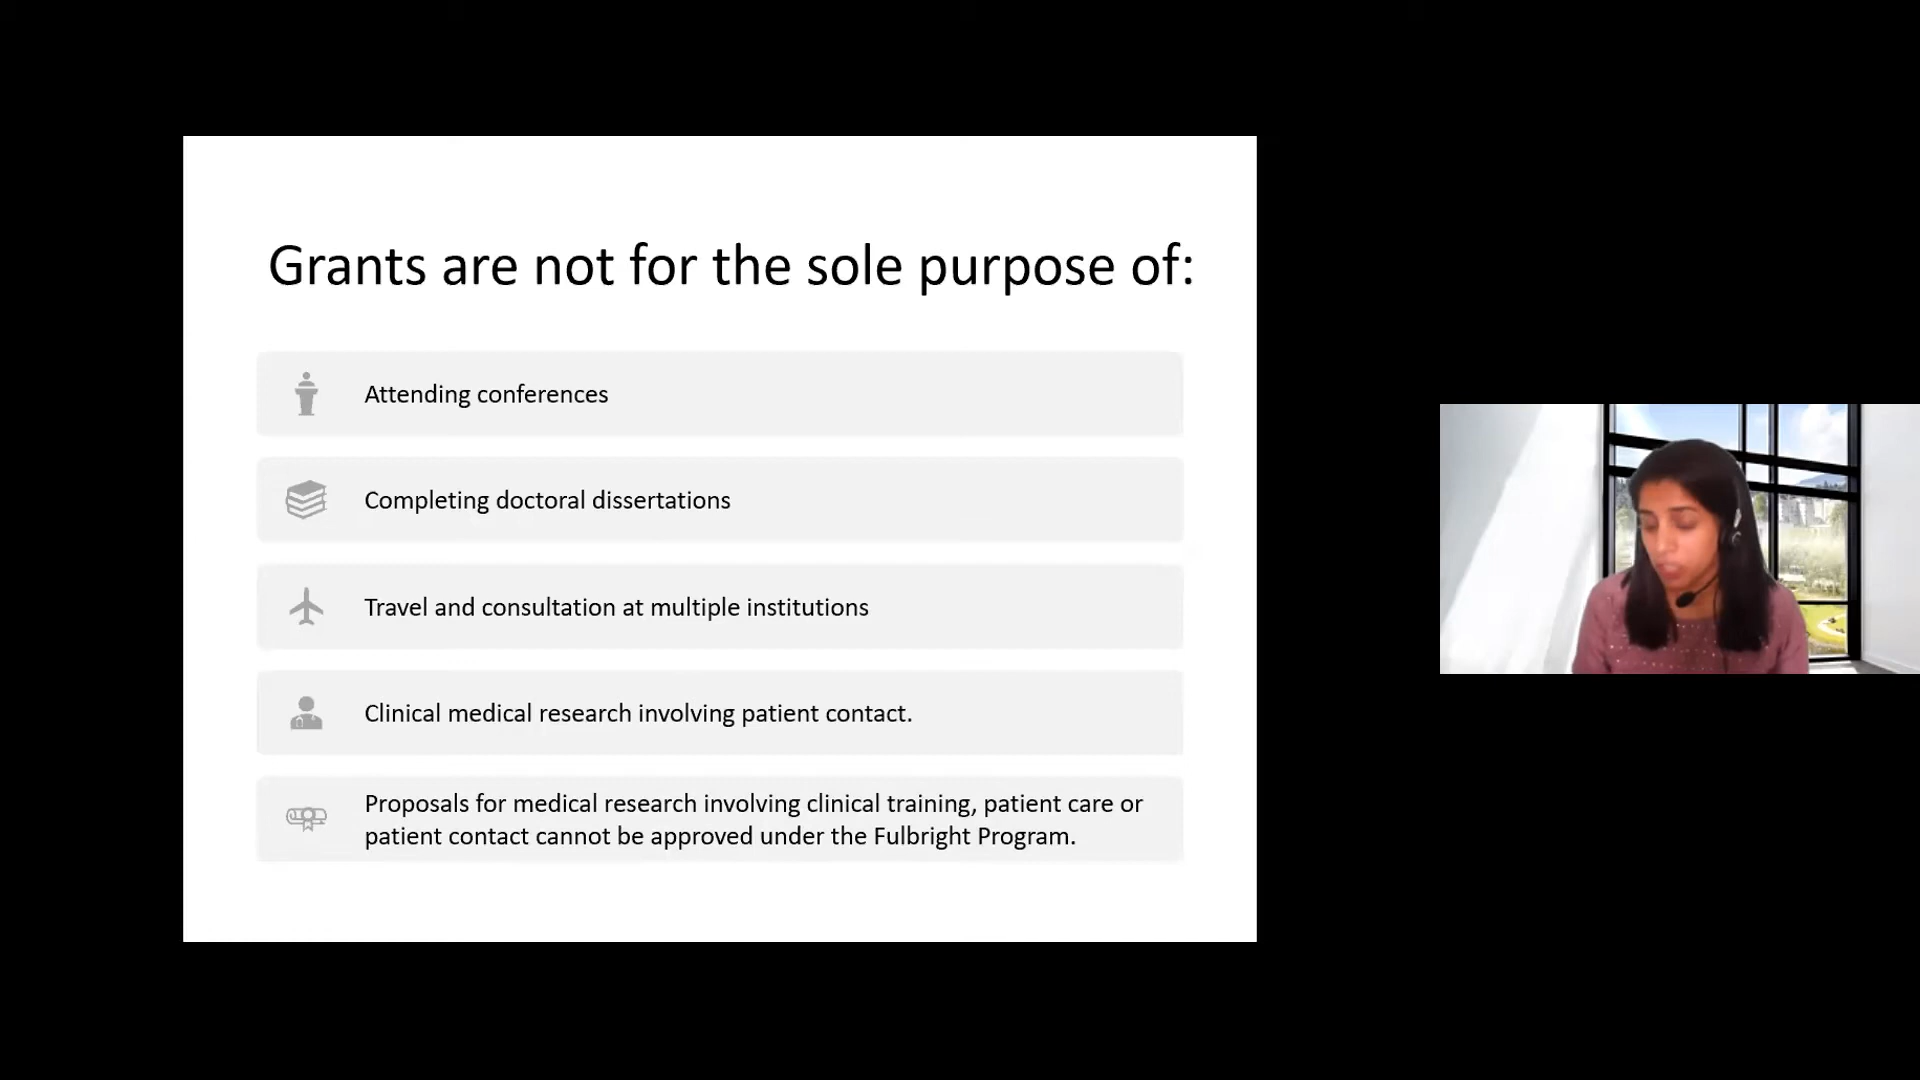 Grants are not for the sole purpose of:
Attending conferences
Completing doctoral dissertations
Travel and consultation at multiple institutions
Clinical medical research involving patient contact.
Proposals for medical research involving clinical training, patient care or
patient contact cannot be approved under the Fulbright Program.